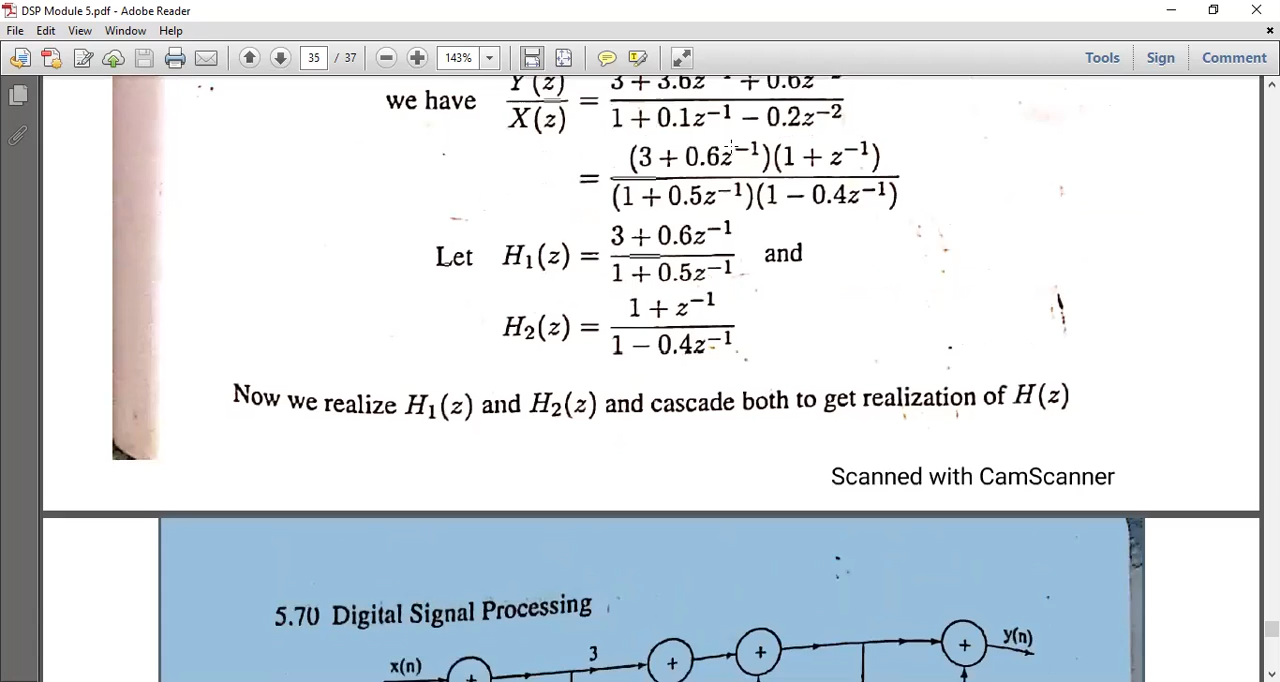 DSP Module 5.pdf - Adobe Reader
File Edit View Window Help
35 / 37 143% Tools Sign Comment
we have Y(z)/X(z) = (3 + 3.6z⁻¹ + 0.6z⁻²)/(1 + 0.1z⁻¹ − 0.2z⁻²)
= (3 + 0.6z⁻¹)(1 + z⁻¹)/(1 + 0.5z⁻¹)(1 − 0.4z⁻¹)
Let H₁(z) = (3 + 0.6z⁻¹)/(1 + 0.5z⁻¹) and
H₂(z) = (1 + z⁻¹)/(1 − 0.4z⁻¹)
Now we realize H₁(z) and H₂(z) and cascade both to get realization of H(z)
Scanned with CamScanner
5.70 Digital Signal Processing
x(n) + 3 + + + y(n)